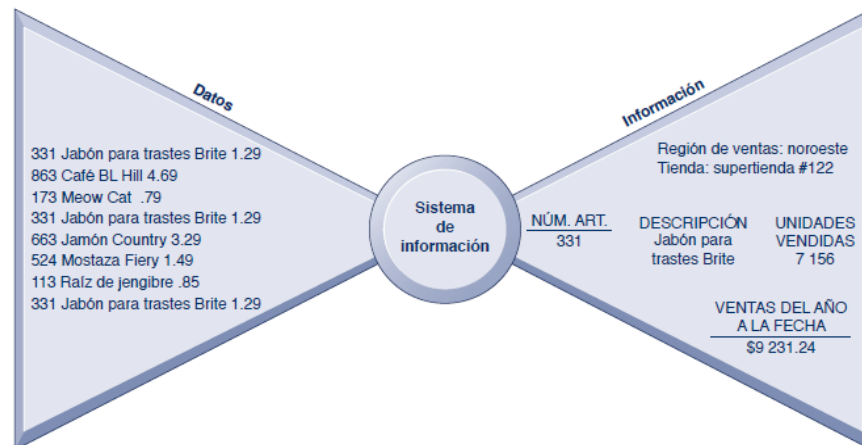 Datos
331 Jabón para trastes Brite 1.29
863 Café BL Hill 4.69
173 Meow Cat .79
331 Jabón para trastes Brite 1.29
663 Jamón Country 3.29
524 Mostaza Fiery 1.49
113 Raíz de jengibre .85
331 Jabón para trastes Brite 1.29
Sistema
de
información
Información
Región de ventas: noroeste
Tienda: supertienda #122
NÚM. ART.
331
DESCRIPCIÓN
Jabón para
trastes Brite
UNIDADES
VENDIDAS
7 156
VENTAS DEL AÑO
A LA FECHA
$9 231.24